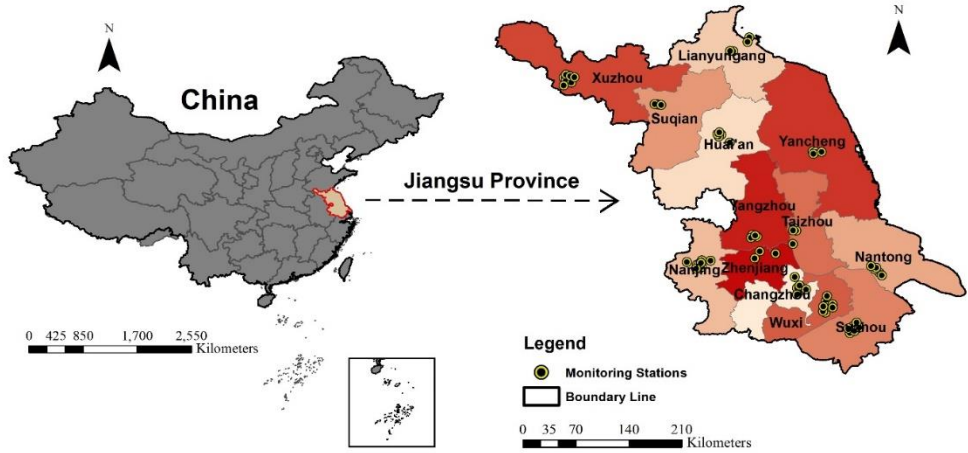 N
China
Jiangsu Province
0 425 850 1,700 2,550
Kilometers
N
Lianyungang
Xuzhou
Suqian
Huai'an
Yancheng
Yangzhou
Taizhou
Nanjing
Zhenjiang
Nantong
Changzhou
Wuxi
Suzhou
Legend
Monitoring Stations
Boundary Line
0 35 70 140 210
Kilometers